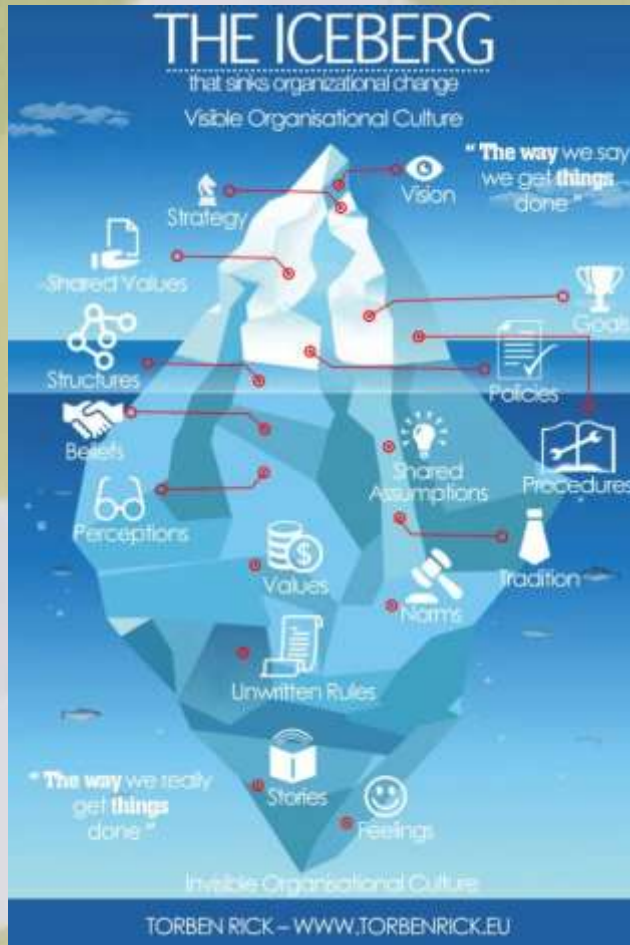 THE ICEBERG
that sinks organizational change
Visible Organisational Culture
" The way we say
we get things
done "
Vision
Strategy
Shared Values
Goals
Structures
Policies
Beliefs
Shared
Assumptions
Procedures
Perceptions
Tradition
Values
Norms
Unwritten Rules
" The way we really
get things
done "
Stories
Feelings
Invisible Organisational Culture
TORBEN RICK – WWW.TORBENRICK.EU